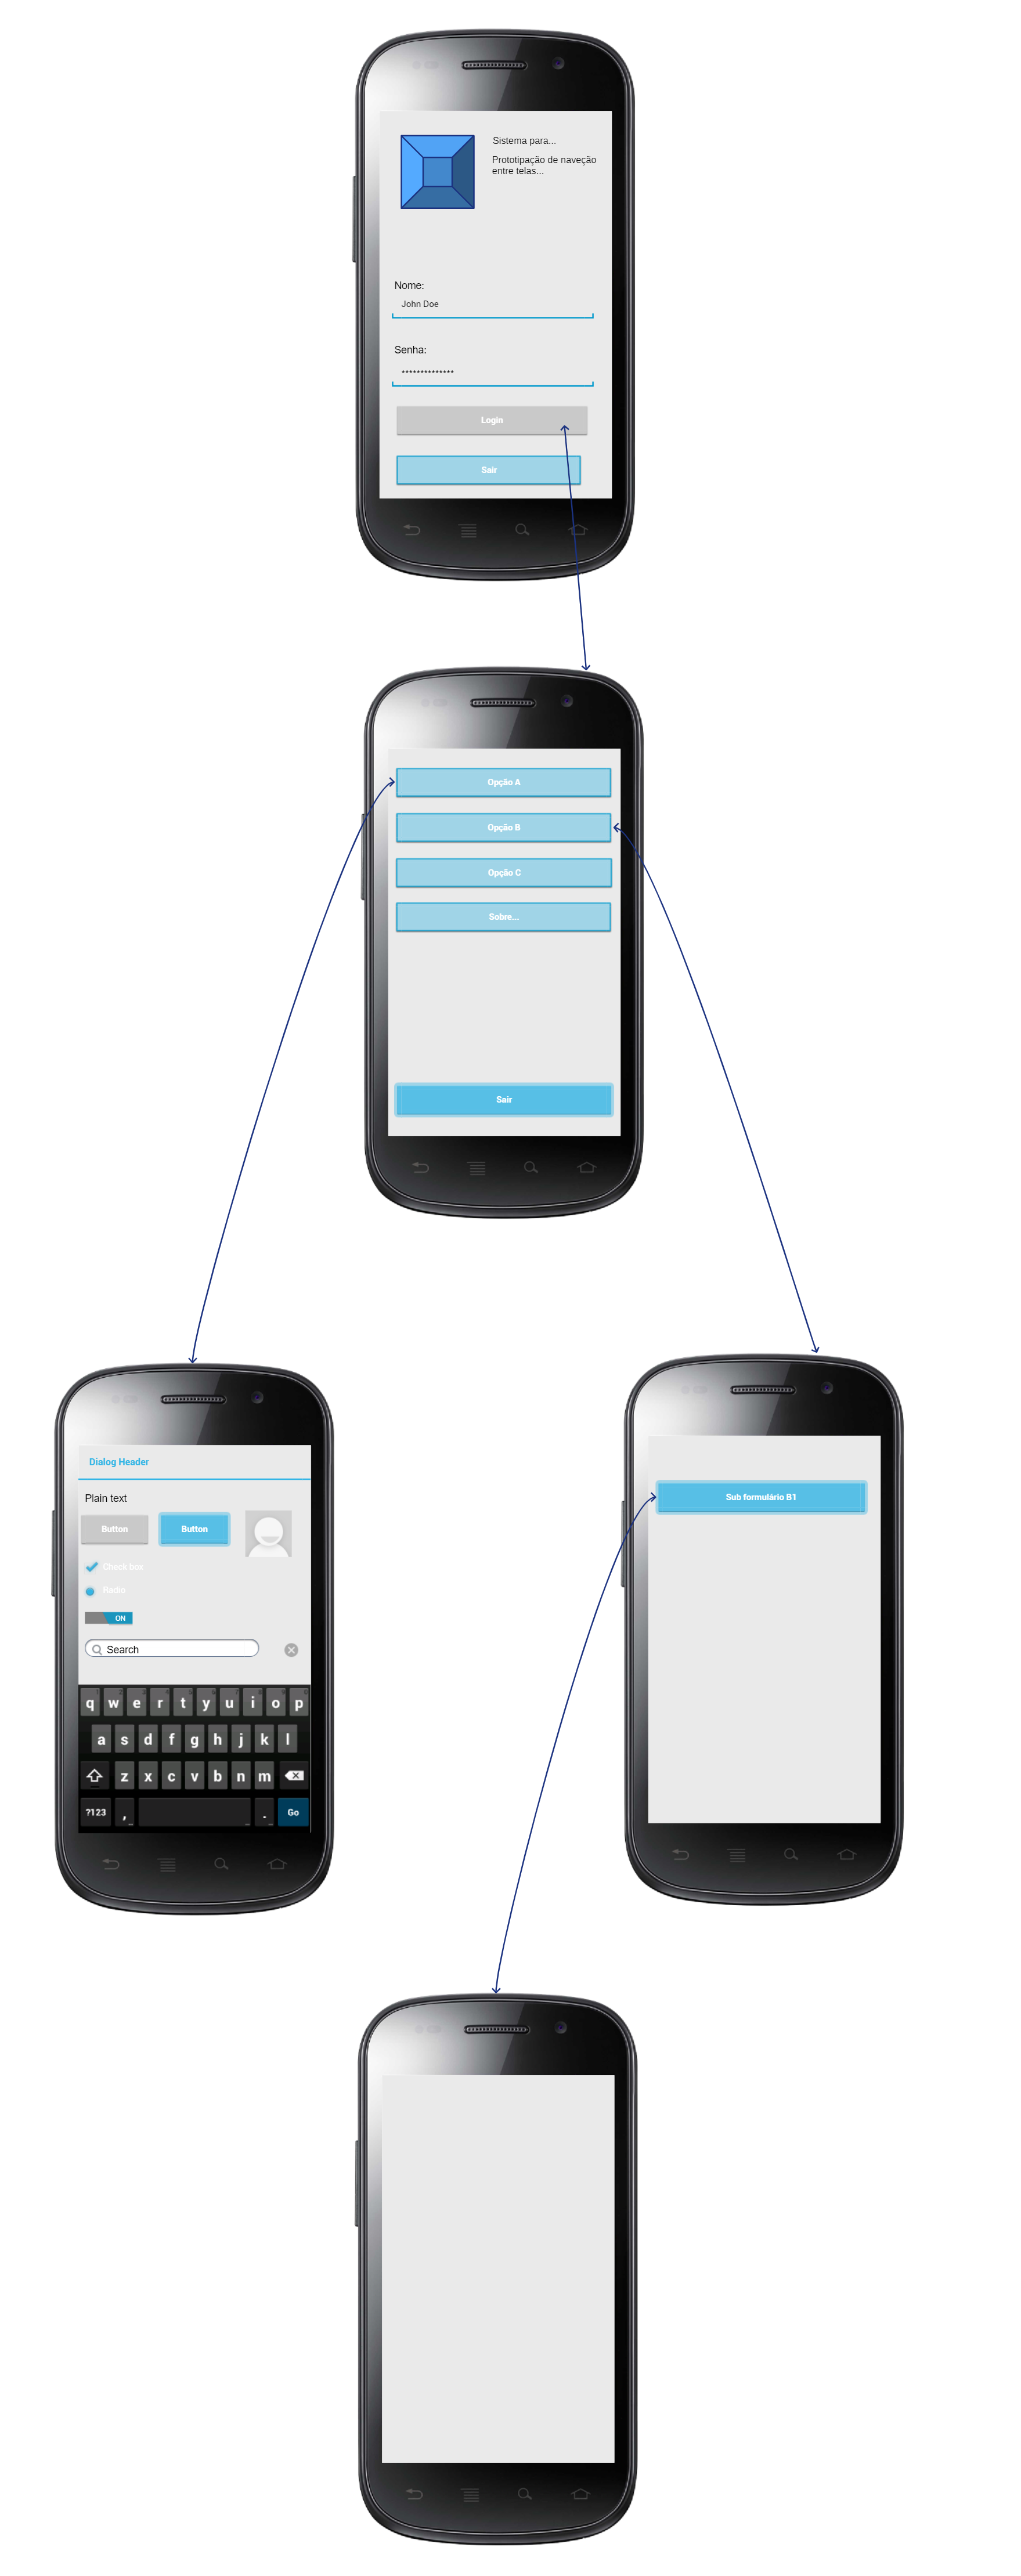 Sistema para...
Prototipação de naveção
entre telas...
Nome:
John Doe
Senha:
**************
Login
Sair
Opção A
Opção B
Opção C
Sobre...
Sair
Dialog Header
Plain text
Button Button
Check box
Radio
ON
Search
q w e r t y u i o p
a s d f g h j k l
z x c v b n m
?123 , . Go
Sub formulário B1